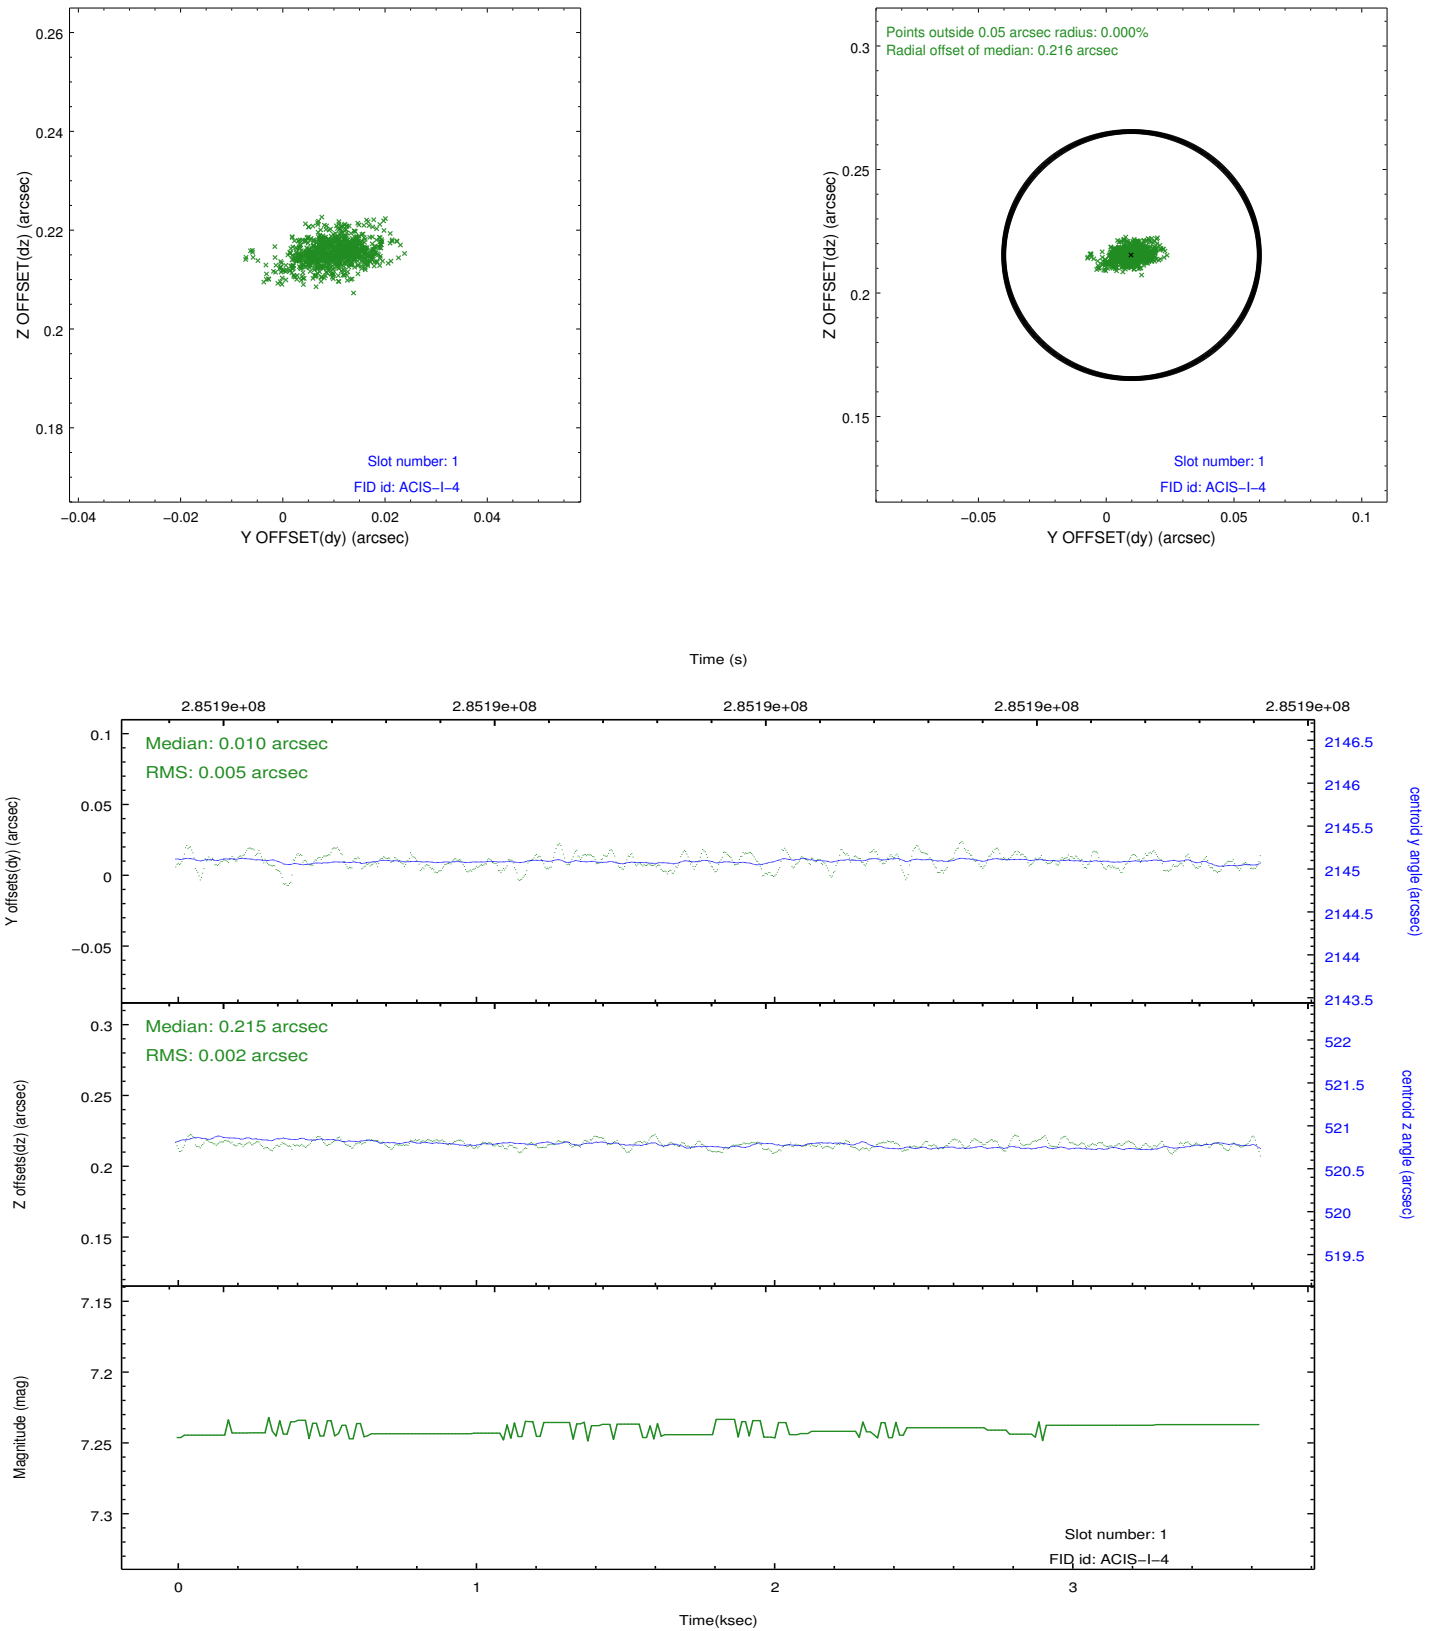 0.26
0.24
0.22
0.2
0.18
Z OFFSET(dz) (arcsec)
Slot number: 1
FID id: ACIS−I−4
−0.04
−0.02
0
0.02
0.04
Y OFFSET(dy) (arcsec)
Points outside 0.05 arcsec radius: 0.000%
Radial offset of median: 0.216 arcsec
0.3
0.25
0.2
0.15
Z OFFSET(dz) (arcsec)
Slot number: 1
FID id: ACIS−I−4
−0.05
0
0.05
0.1
Y OFFSET(dy) (arcsec)
Time (s)
2.8519e+08
2.8519e+08
2.8519e+08
2.8519e+08
2.8519e+08
Median: 0.010 arcsec
RMS: 0.005 arcsec
0.1
0.05
0
−0.05
Y offsets(dy) (arcsec)
2146.5
2146
2145.5
2145
2144.5
2144
2143.5
centroid y angle (arcsec)
Median: 0.215 arcsec
RMS: 0.002 arcsec
0.3
0.25
0.2
0.15
Z offsets(dz) (arcsec)
522
521.5
521
520.5
520
519.5
centroid z angle (arcsec)
7.15
7.2
7.25
7.3
Magnitude (mag)
Slot number: 1
FID id: ACIS−I−4
0
1
2
3
Time(ksec)